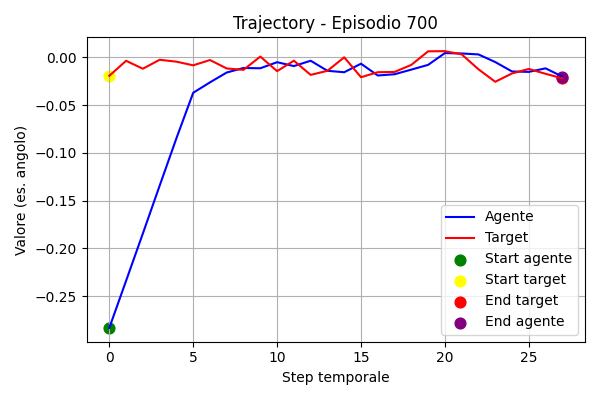 Trajectory - Episodio 700
Valore (es. angolo)
0.00
−0.05
−0.10
−0.15
−0.20
−0.25
Agente
Target
Start agente
Start target
End target
End agente
0 5 10 15 20 25
Step temporale